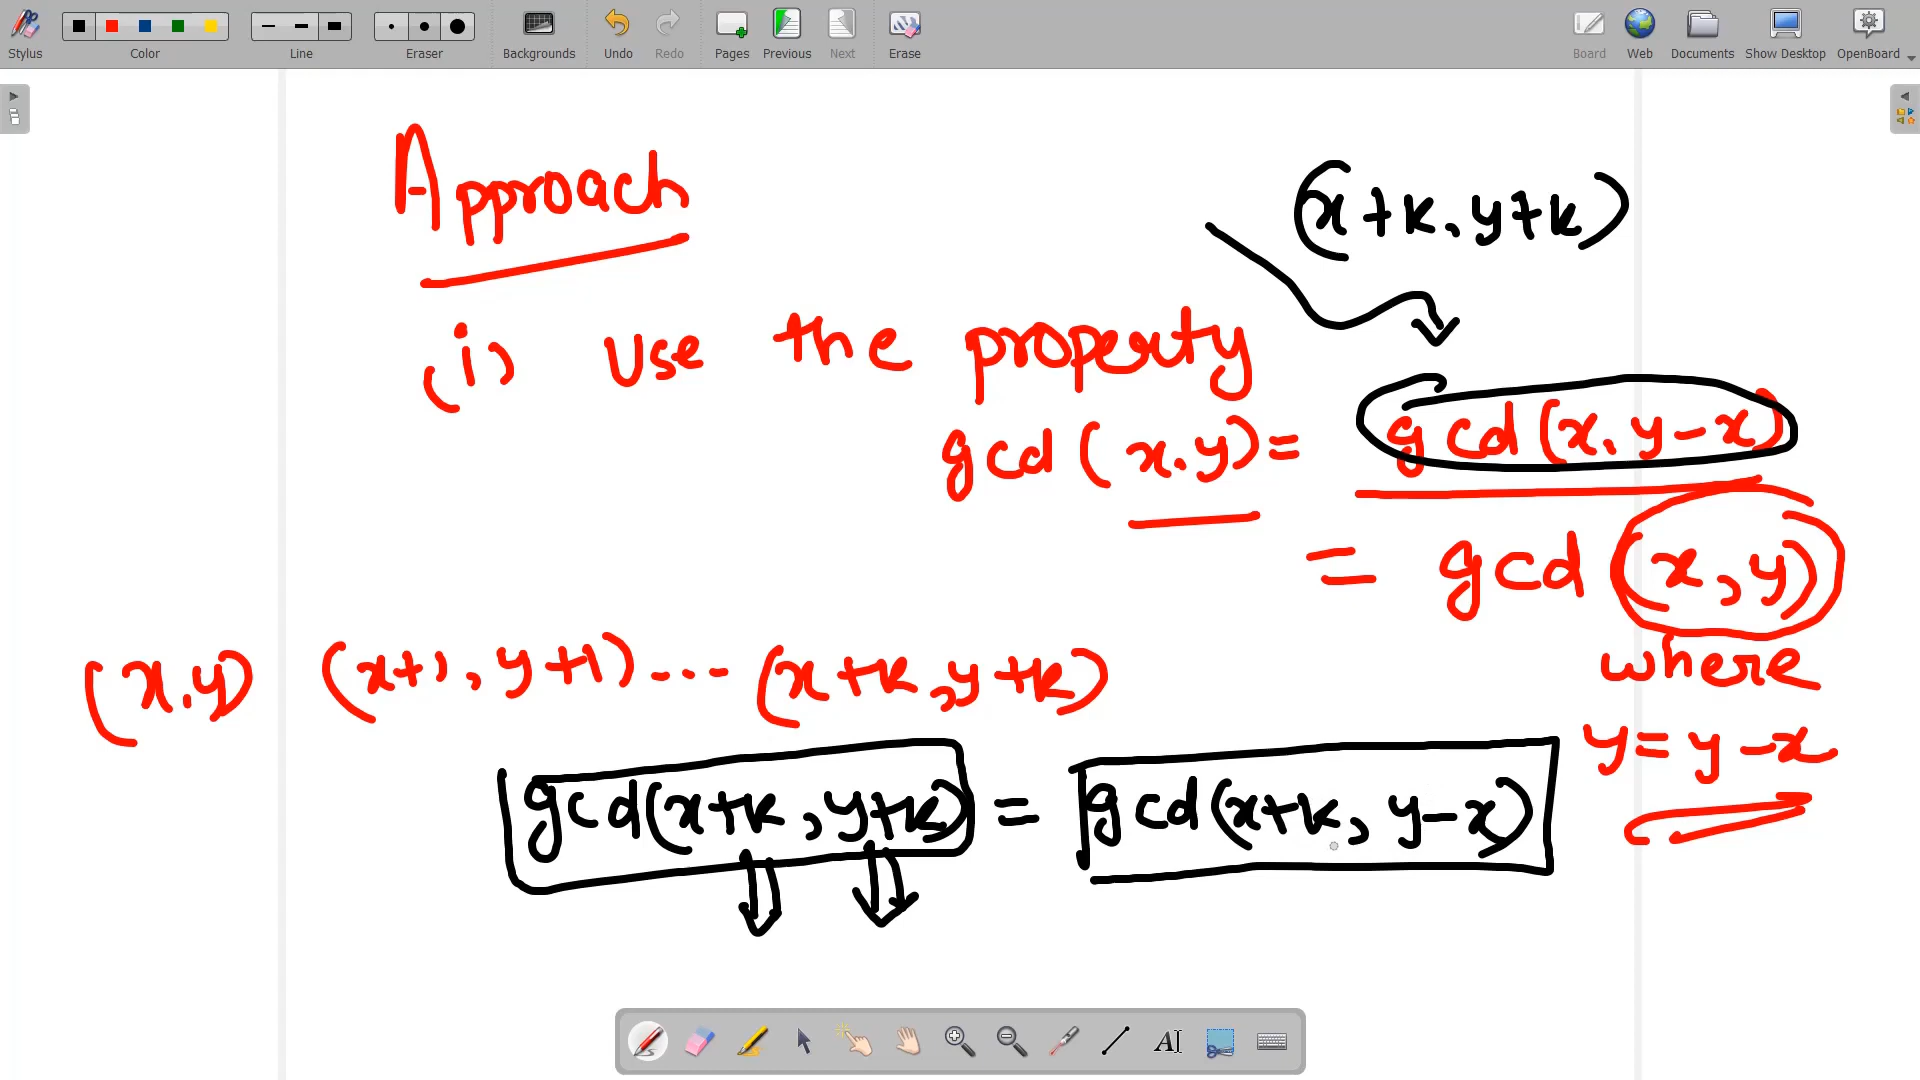 Stylus Color Line Eraser Backgrounds Undo Redo Pages Previous Next Erase Board Web Documents Show Desktop OpenBoard
Approach
(x+k, y+k)
(i) Use the property
gcd(x,y) = gcd(x, y-x)
= gcd(x,y)
where
y = y-x
(x,y) (x+1, y+1) ... (x+k, y+k)
gcd(x+k, y+k) = gcd(x+k, y-x)